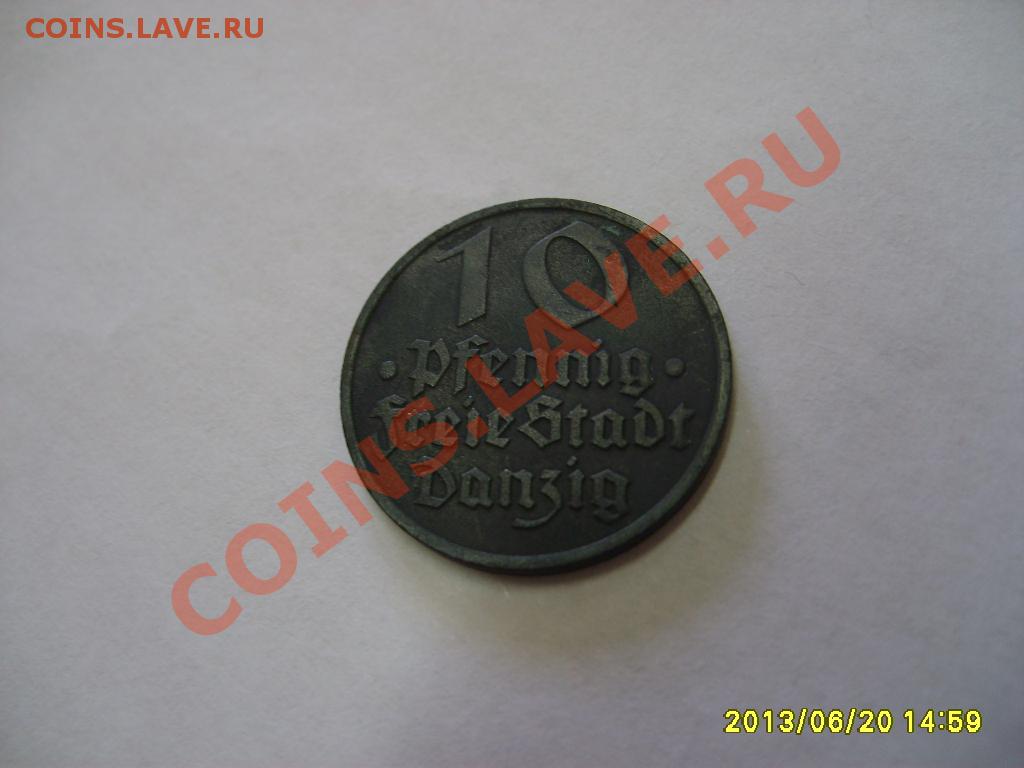 COINS.LAVE.RU
10
• Pfennig •
Freie Stadt
Danzig
COINS.LAVE.RU
2013/06/20 14:59